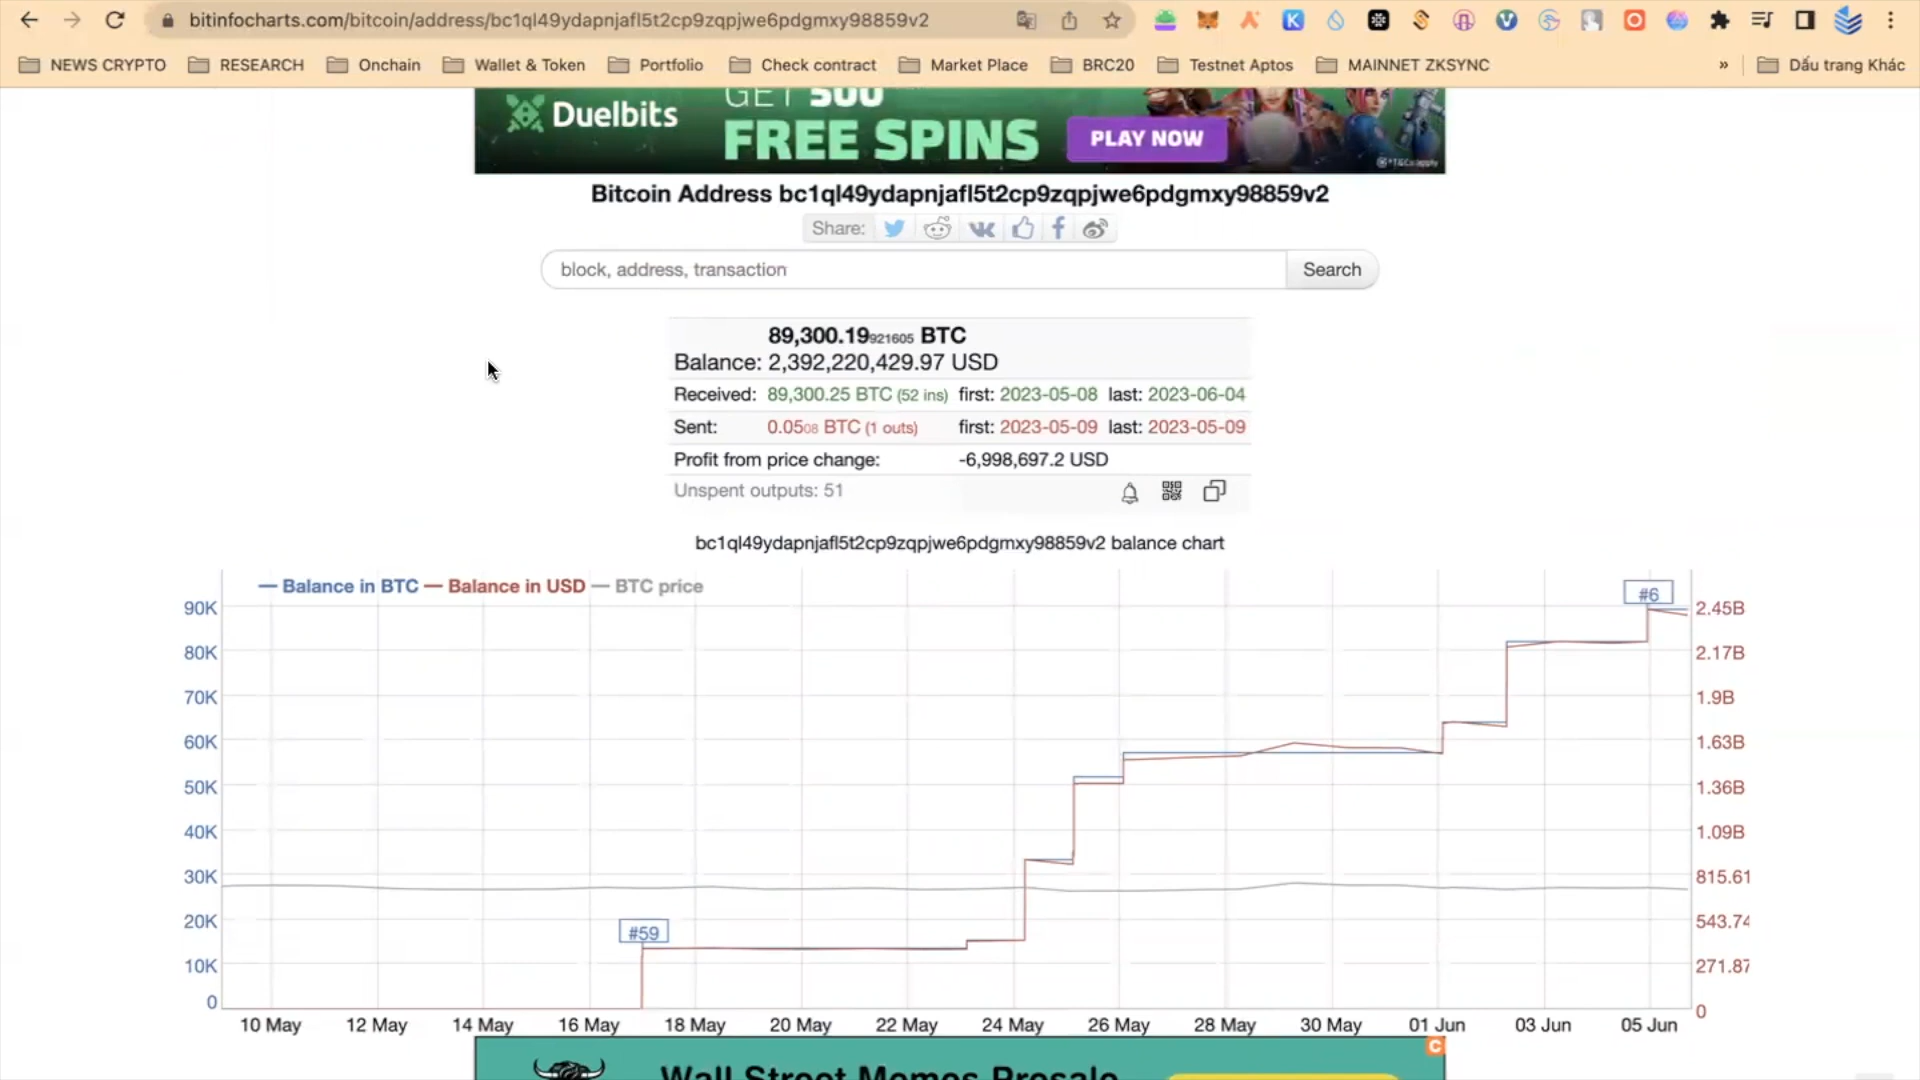 bitinfocharts.com/bitcoin/address/bc1ql49ydapnjafl5t2cp9zqpjwe6pdgmxy98859v2
NEWS CRYPTO RESEARCH Onchain Wallet & Token Portfolio Check contract Market Place BRC20 Testnet Aptos MAINNET ZKSYNC » Dấu trang Khác
Duelbits
GET 500
FREE SPINS
PLAY NOW
Bitcoin Address bc1ql49ydapnjafl5t2cp9zqpjwe6pdgmxy98859v2
Share:
block, address, transaction Search
89,300.19921605 BTC
Balance: 2,392,220,429.97 USD
Received: 89,300.25 BTC (52 ins) first: 2023-05-08 last: 2023-06-04
Sent: 0.0508 BTC (1 outs) first: 2023-05-09 last: 2023-05-09
Profit from price change: -6,998,697.2 USD
Unspent outputs: 51
bc1ql49ydapnjafl5t2cp9zqpjwe6pdgmxy98859v2 balance chart
Balance in BTC Balance in USD BTC price
#6
90K 2.45B
80K 2.17B
70K 1.9B
60K 1.63B
50K 1.36B
40K 1.09B
30K 815.61
20K 543.74
#59
10K 271.87
0 0
10 May 12 May 14 May 16 May 18 May 20 May 22 May 24 May 26 May 28 May 30 May 01 Jun 03 Jun 05 Jun
Wall Street Memes Presale